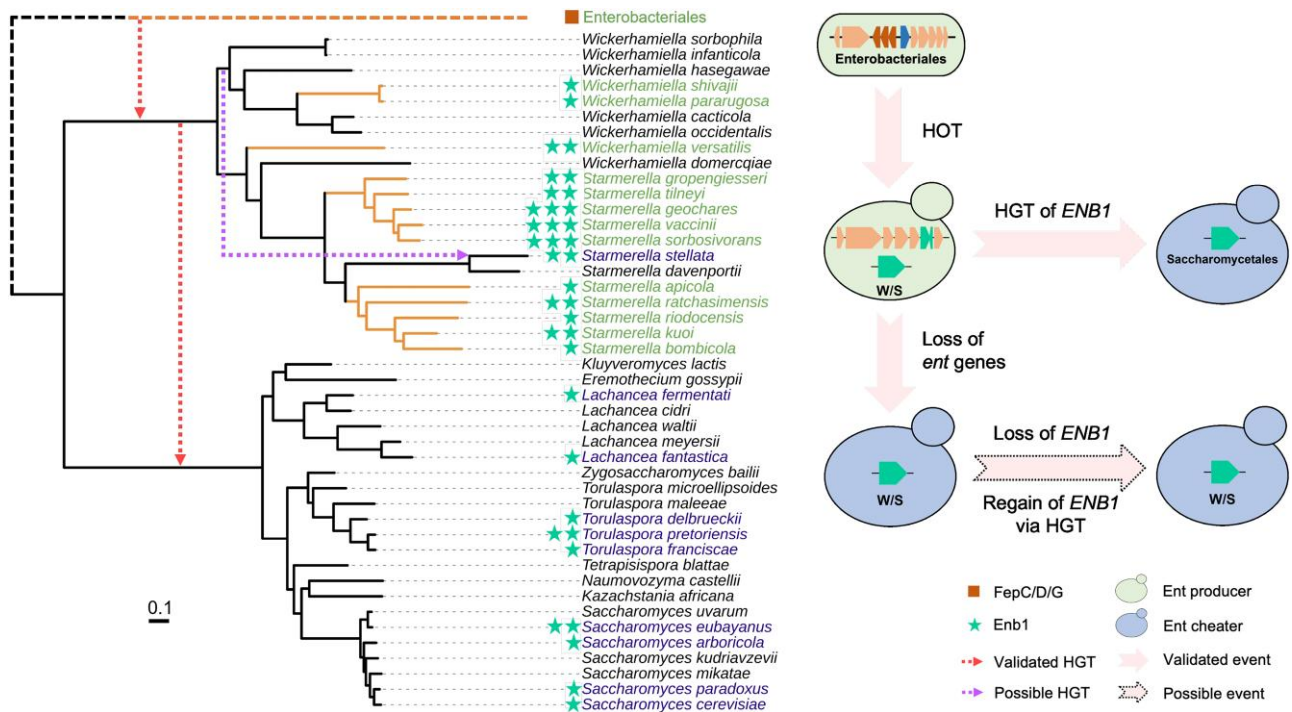 Enterobacteriales
Wickerhamiella sorbophila
Wickerhamiella infanticola
Wickerhamiella hasegawae
Wickerhamiella shivajii
Wickerhamiella pararugosa
Wickerhamiella cacticola
Wickerhamiella occidentalis
Wickerhamiella versatilis
Wickerhamiella domercqiae
Starmerella gropengiesseri
Starmerella tilneyi
Starmerella geochares
Starmerella vaccinii
Starmerella sorbosivorans
Starmerella stellata
Starmerella davenportii
Starmerella apicola
Starmerella ratchasimensis
Starmerella riodocensis
Starmerella kuoi
Starmerella bombicola
Kluyveromyces lactis
Eremothecium gossypii
Lachancea fermentati
Lachancea cidri
Lachancea waltii
Lachancea meyersii
Lachancea fantastica
Zygosaccharomyces bailii
Torulaspora microellipsoides
Torulaspora maleeae
Torulaspora delbrueckii
Torulaspora pretoriensis
Torulaspora franciscae
Tetrapisispora blattae
Naumovozyma castellii
Kazachstania africana
Saccharomyces uvarum
Saccharomyces eubayanus
Saccharomyces arboricola
Saccharomyces kudriavzevii
Saccharomyces mikatae
Saccharomyces paradoxus
Saccharomyces cerevisiae
0.1
Enterobacteriales
HOT
W/S
HGT of ENB1
Saccharomycetales
Loss of
ent genes
W/S
Loss of ENB1
Regain of ENB1
via HGT
W/S
FepC/D/G
Enb1
Validated HGT
Possible HGT
Ent producer
Ent cheater
Validated event
Possible event